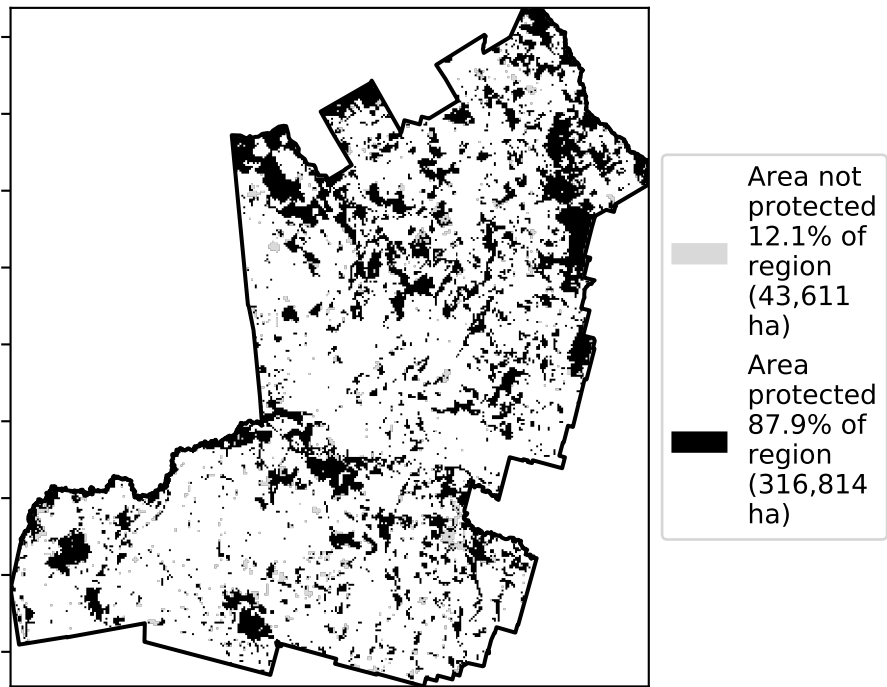 Area not
protected
12.1% of
region
(43,611
ha)
Area
protected
87.9% of
region
(316,814
ha)